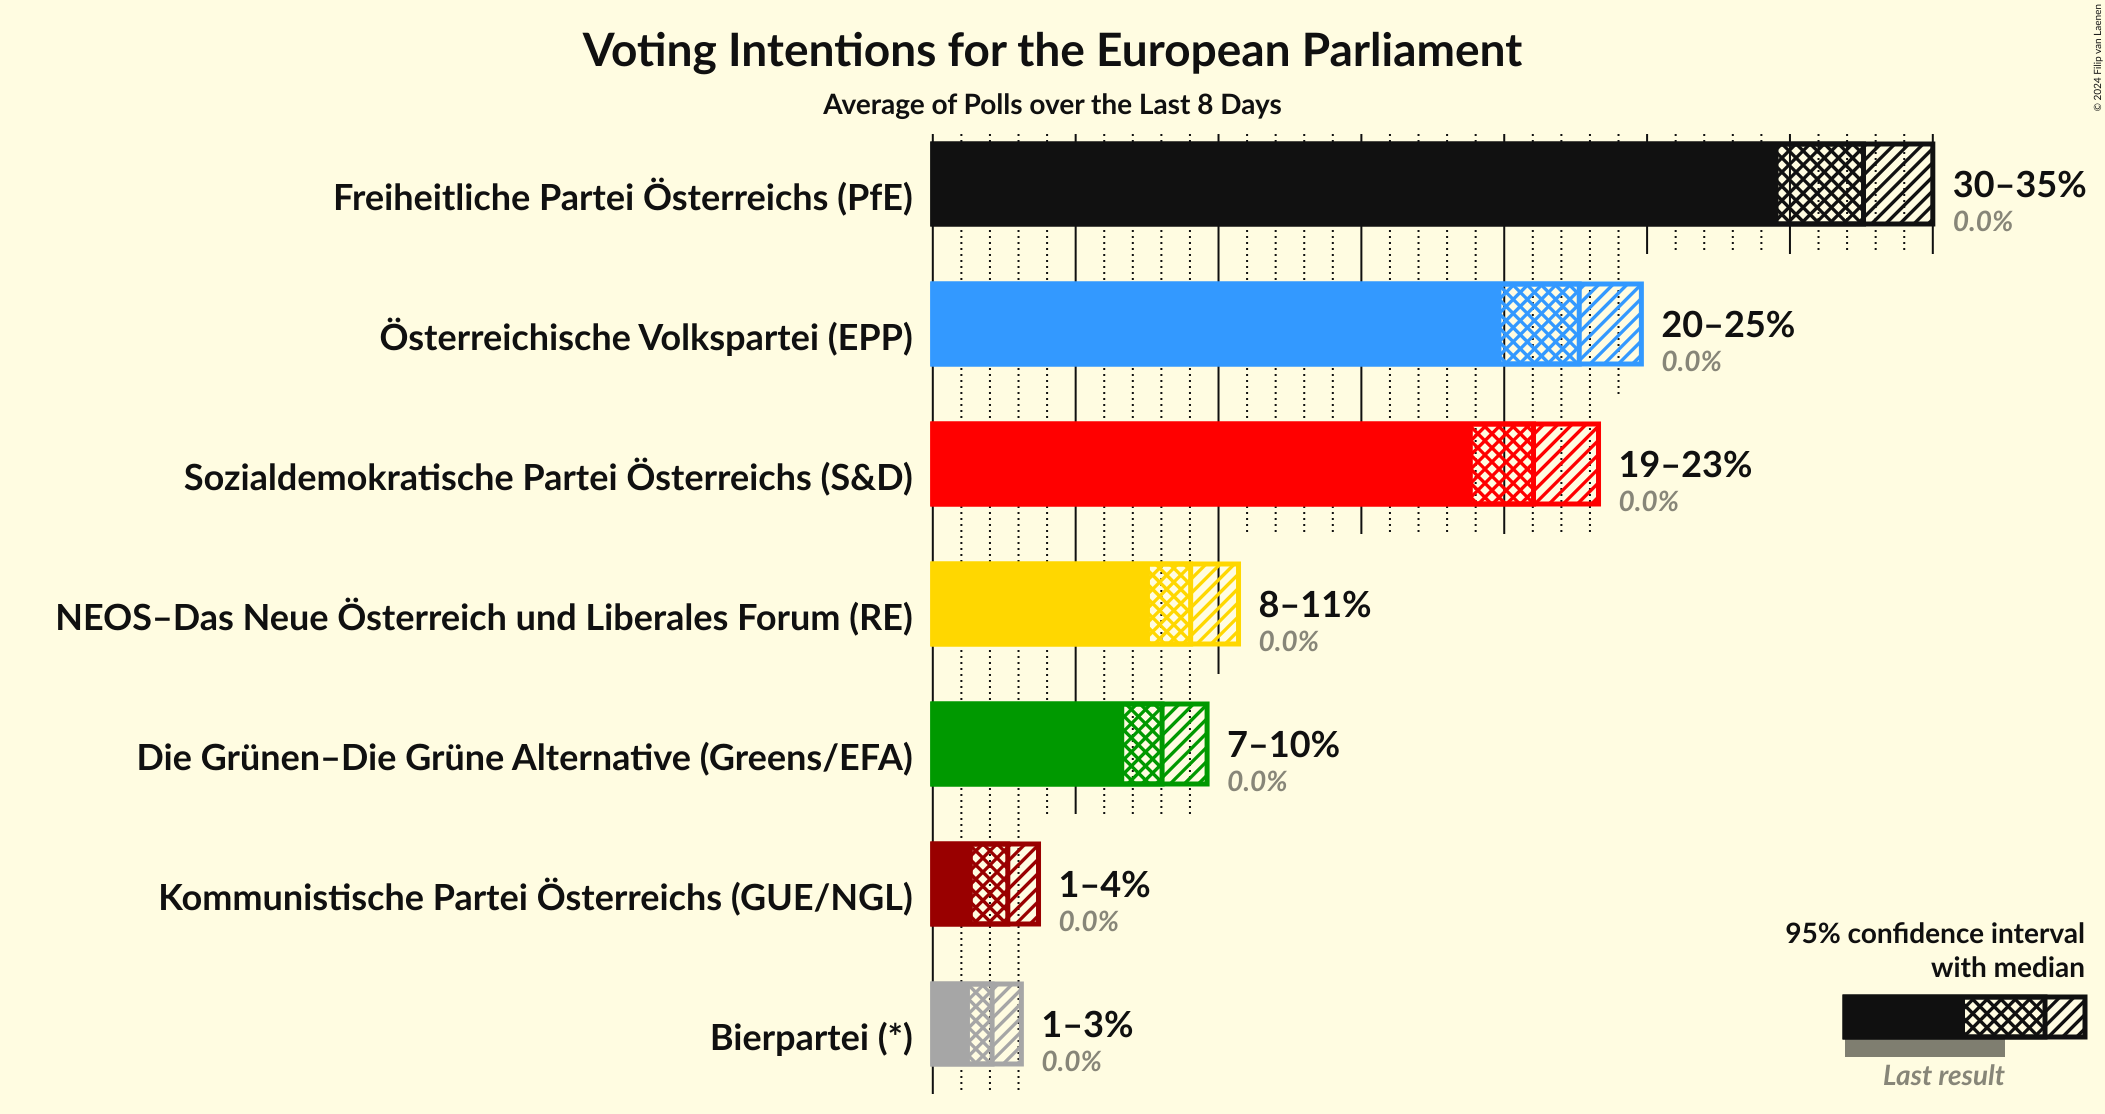 Voting Intentions for the European Parliament
Average of Polls over the Last 8 Days
© 2024 Filip van Laenen
Freiheitliche Partei Österreichs (PfE)
30–35%
0.0%
Österreichische Volkspartei (EPP)
20–25%
0.0%
Sozialdemokratische Partei Österreichs (S&D)
19–23%
0.0%
NEOS–Das Neue Österreich und Liberales Forum (RE)
8–11%
0.0%
Die Grünen–Die Grüne Alternative (Greens/EFA)
7–10%
0.0%
Kommunistische Partei Österreichs (GUE/NGL)
1–4%
0.0%
Bierpartei (*)
1–3%
0.0%
95% confidence interval
with median
Last result